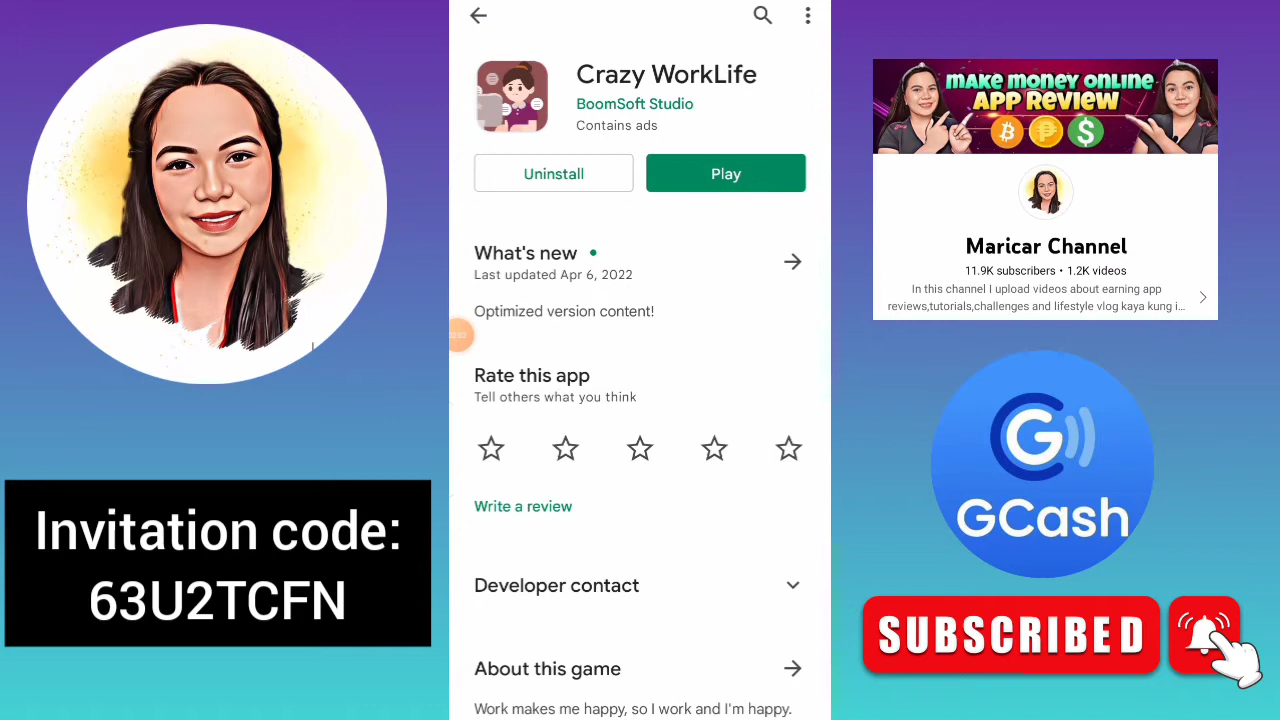 Invitation code:
63U2TCFN
Crazy WorkLife
BoomSoft Studio
Contains ads
Uninstall
Play
What's new
Last updated Apr 6, 2022
Optimized version content!
Rate this app
Tell others what you think
Write a review
Developer contact
About this game
Work makes me happy, so I work and I'm happy.
MAKE MONEY ONLINE
APP REVIEW
Maricar Channel
11.9K subscribers • 1.2K videos
In this channel I upload videos about earning app
reviews,tutorials,challenges and lifestyle vlog kaya kung i...
GCash
SUBSCRIBED